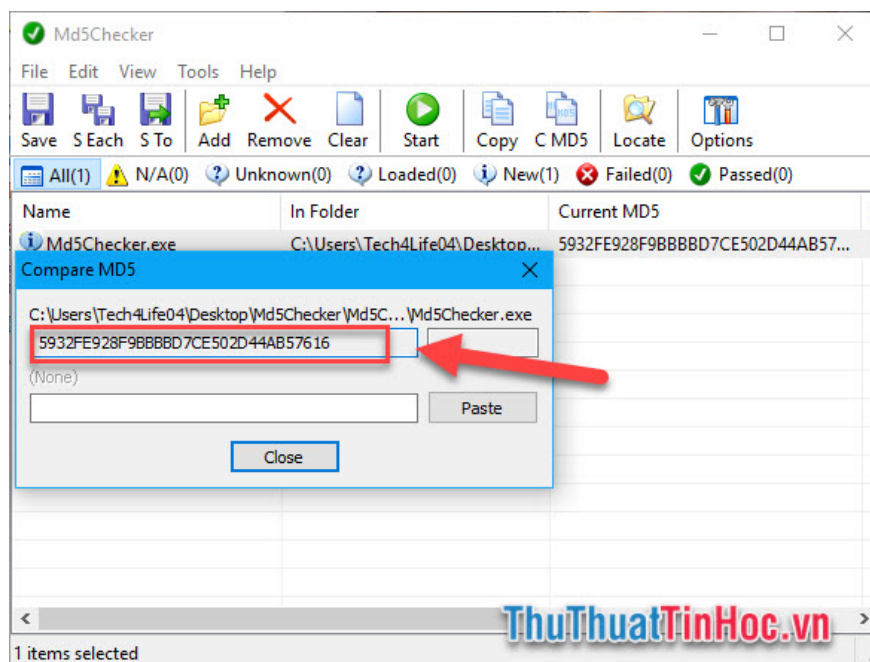 Md5Checker
File Edit View Tools Help
Save S Each S To Add Remove Clear Start Copy C MD5 Locate Options
All(1) N/A(0) Unknown(0) Loaded(0) New(1) Failed(0) Passed(0)
Name In Folder Current MD5
Md5Checker.exe C:\Users\Tech4Life04\Desktop... 5932FE928F9BBBBD7CE502D44AB57...
Compare MD5
C:\Users\Tech4Life04\Desktop\Md5Checker\Md5C...\Md5Checker.exe
5932FE928F9BBBBD7CE502D44AB57616
(None)
Paste
Close
ThuThuatTinHoc.vn
1 items selected